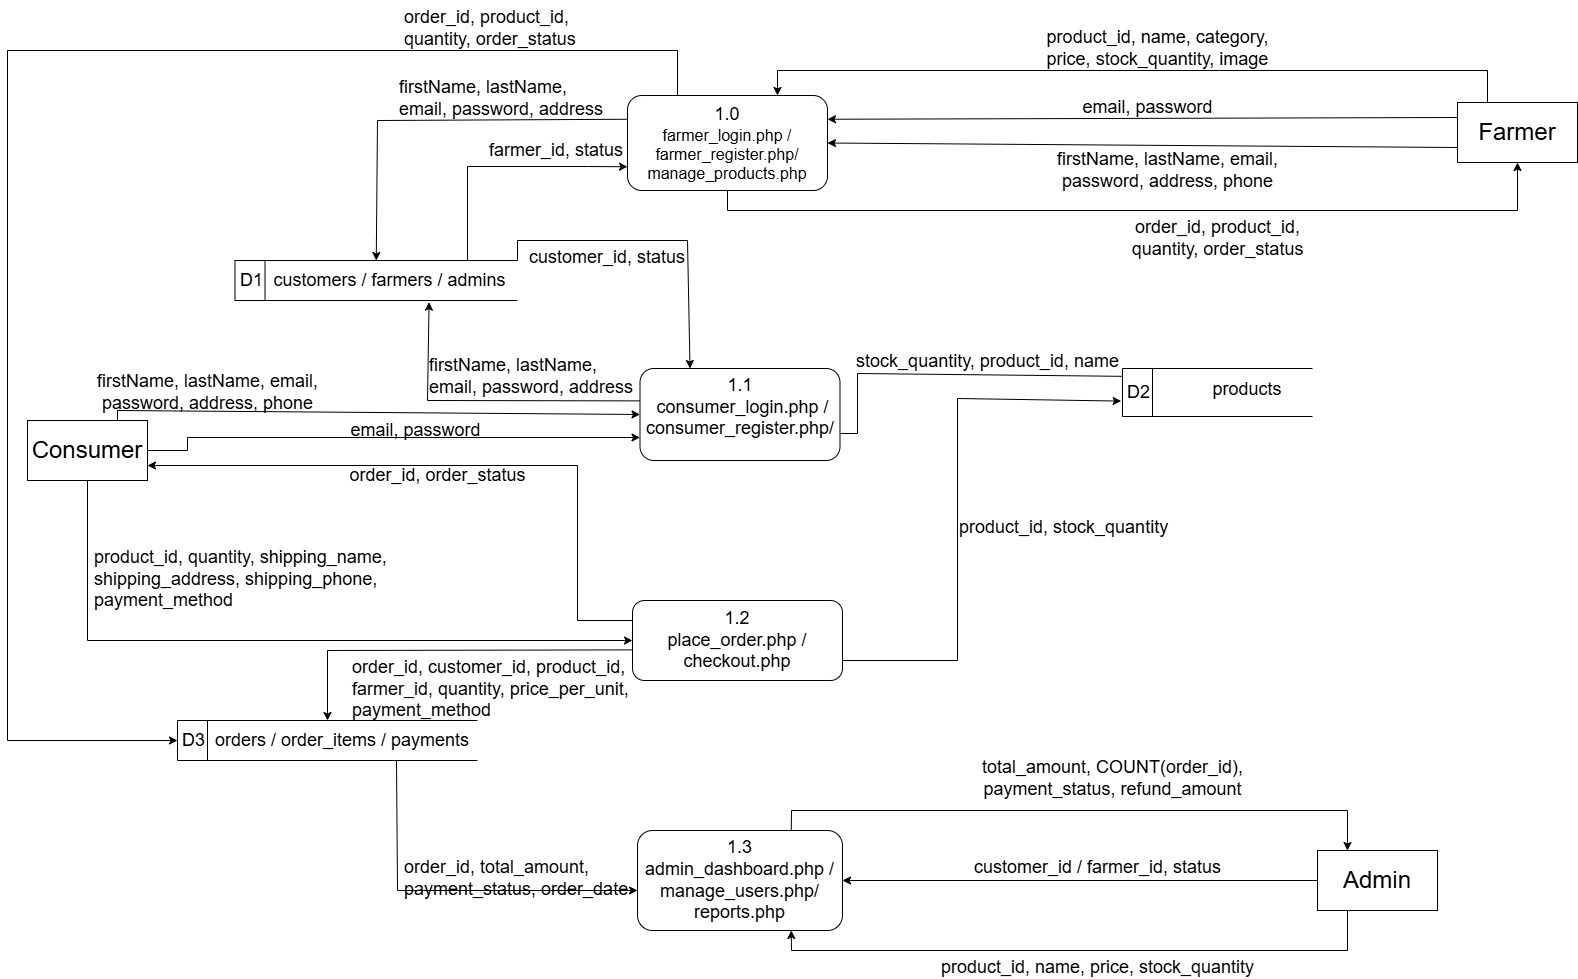 order_id, product_id,
quantity, order_status
product_id, name, category,
price, stock_quantity, image
firstName, lastName,
email, password, address
1.0
farmer_login.php /
farmer_register.php/
manage_products.php
email, password
Farmer
farmer_id, status
firstName, lastName, email,
password, address, phone
order_id, product_id,
quantity, order_status
customer_id, status
D1
customers / farmers / admins
firstName, lastName,
email, password, address
stock_quantity, product_id, name
firstName, lastName, email,
password, address, phone
1.1
consumer_login.php /
consumer_register.php/
D2
products
Consumer
email, password
order_id, order_status
product_id, stock_quantity
product_id, quantity, shipping_name,
shipping_address, shipping_phone,
payment_method
1.2
place_order.php /
checkout.php
order_id, customer_id, product_id,
farmer_id, quantity, price_per_unit,
payment_method
D3
orders / order_items / payments
total_amount, COUNT(order_id),
payment_status, refund_amount
order_id, total_amount,
payment_status, order_date
1.3
admin_dashboard.php /
manage_users.php/
reports.php
customer_id / farmer_id, status
Admin
product_id, name, price, stock_quantity